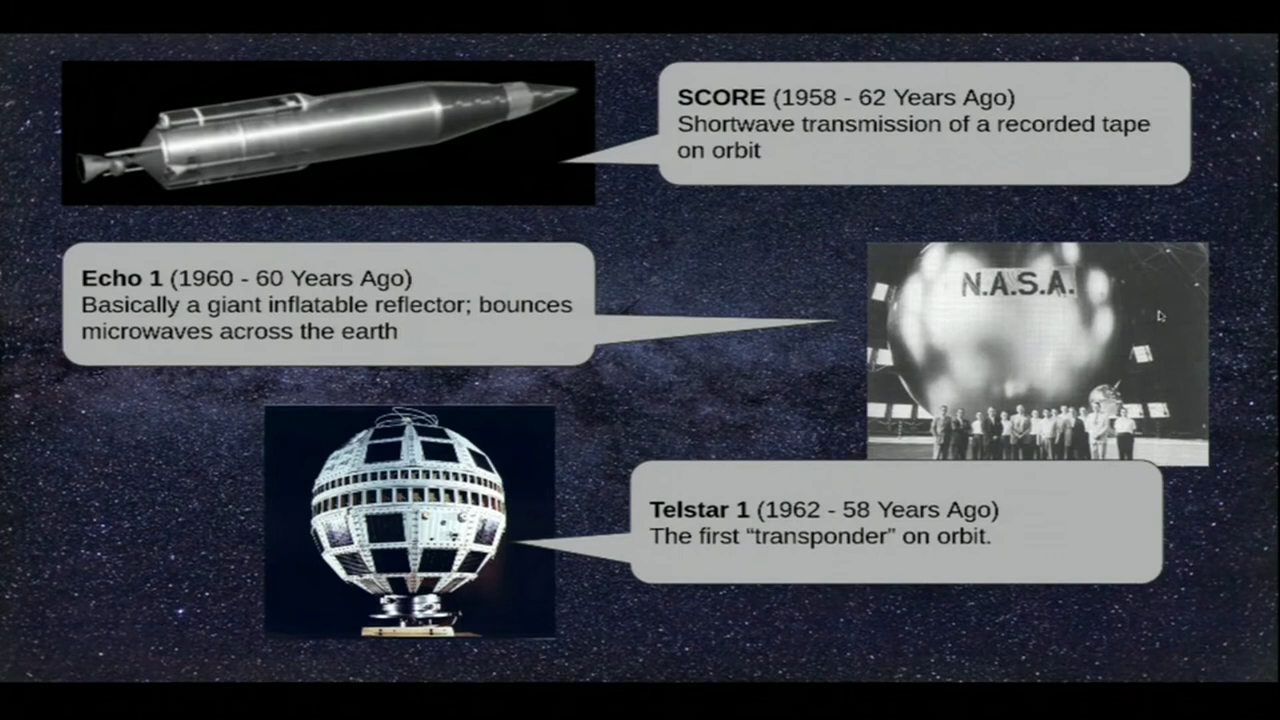 SCORE (1958 - 62 Years Ago)
Shortwave transmission of a recorded tape
on orbit
Echo 1 (1960 - 60 Years Ago)
Basically a giant inflatable reflector; bounces
microwaves across the earth
N.A.S.A.
Telstar 1 (1962 - 58 Years Ago)
The first “transponder” on orbit.